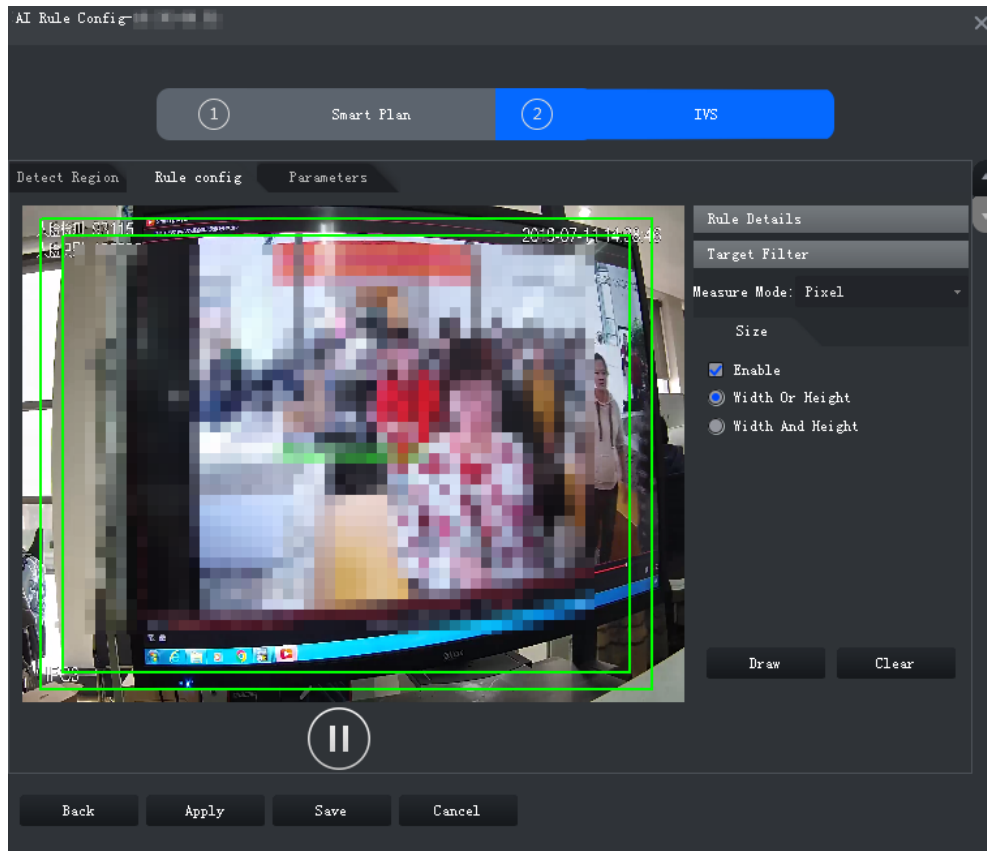 AI Rule Config-
1 Smart Plan
2 IVS
Detect Region Rule config Parameters
Rule Details
Target Filter
Measure Mode: Pixel
Size
Enable
Width Or Height
Width And Height
Draw Clear
IPCS
Back Apply Save Cancel